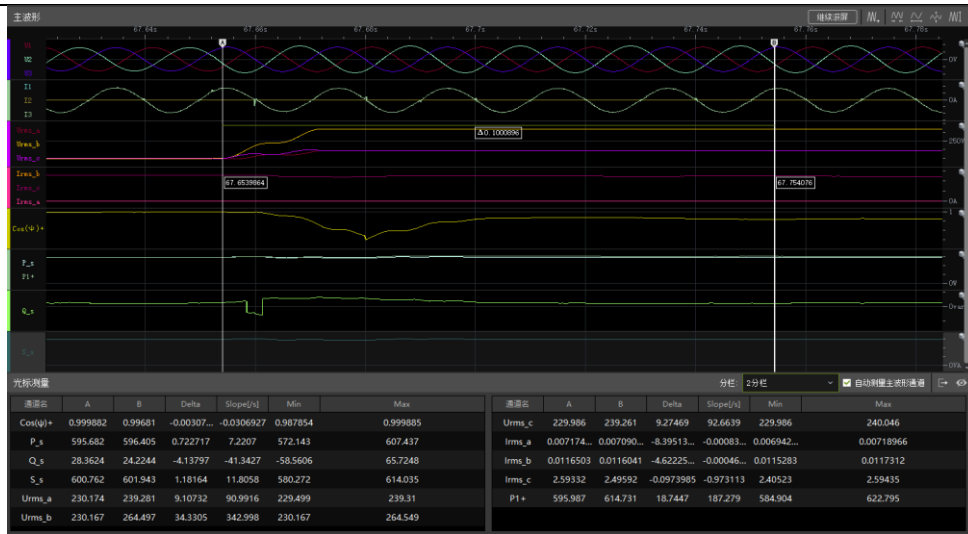 主波形
继续滚屏
67.64s 67.66s 67.68s 67.7s 67.72s 67.74s 67.76s 67.78s
A B
U1
U2
U3
0V
I1
I2
I3
0A
Urms_a
Urms_b
Urms_c
250V
Δ0.1000896
67.6539864
67.754076
Irms_b
Irms_c
Irms_a
0A
Cos(Ψ)+
1
P_s
P1+
0W
Q_s
0var
S_s
0VA
光标测量
分栏: 2分栏 自动测量主波形通道
通道名 A B Delta Slope[/s] Min Max
Cos(ψ)+ 0.999882 0.99681 -0.00307... -0.0306927 0.987854 0.999885
P_s 595.682 596.405 0.722717 7.2207 572.143 607.437
Q_s 28.3624 24.2244 -4.13797 -41.3427 -58.5606 65.7248
S_s 600.762 601.943 1.18164 11.8058 580.272 614.035
Urms_a 230.174 239.281 9.10732 90.9916 229.499 239.31
Urms_b 230.167 264.497 34.3305 342.998 230.167 264.549
通道名 A B Delta Slope[/s] Min Max
Urms_c 229.986 239.261 9.27469 92.6639 229.986 240.046
Irms_a 0.007174... 0.007090... -8.39513... -0.00083... 0.006942... 0.00718966
Irms_b 0.0116503 0.0116041 -4.62225... -0.00046... 0.0115283 0.0117312
Irms_c 2.59332 2.49592 -0.0973985 -0.973113 2.40523 2.59435
P1+ 595.987 614.731 18.7447 187.279 584.904 622.795